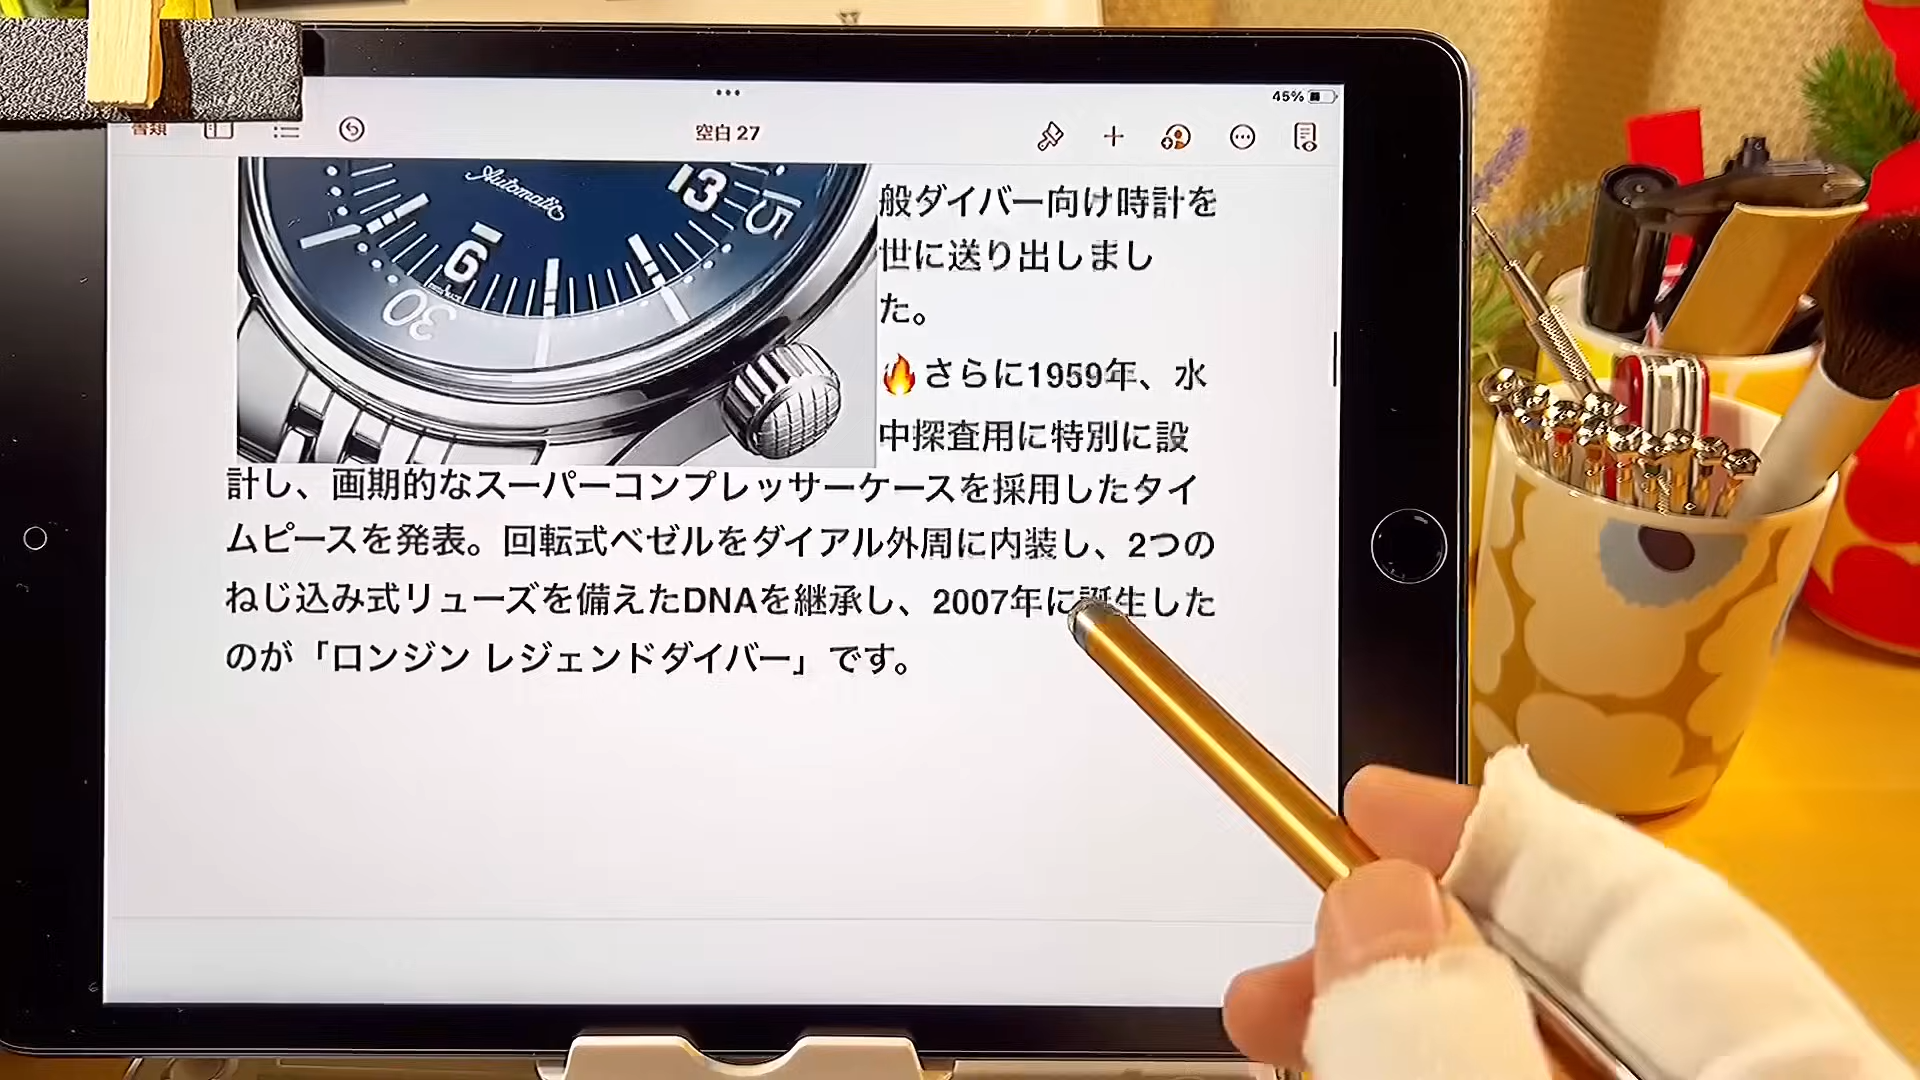 45%
書類
空白 27
Automatic
3
15
6
30
般ダイバー向け時計を
世に送り出しまし
た。
🔥さらに1959年、水
中探査用に特別に設
計し、画期的なスーパーコンプレッサーケースを採用したタイ
ムピースを発表。回転式ベゼルをダイアル外周に内装し、2つの
ねじ込み式リューズを備えたDNAを継承し、2007年に誕生した
のが「ロンジン レジェンドダイバー」です。